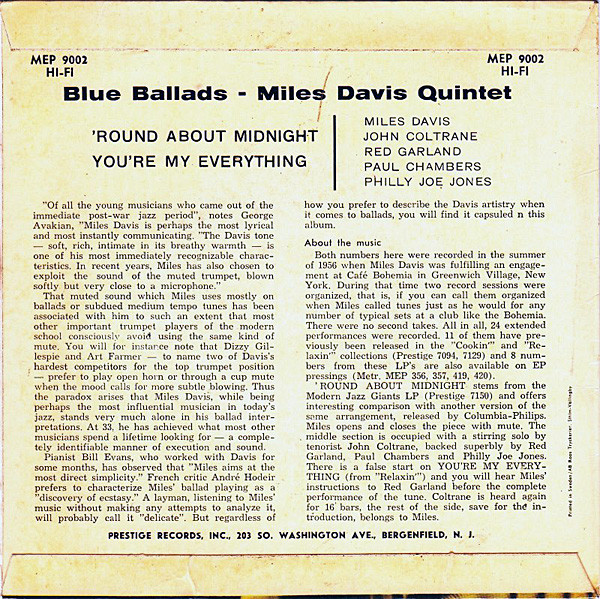 MEP 9002
HI-FI
MEP 9002
HI-FI
Blue Ballads - Miles Davis Quintet
'ROUND ABOUT MIDNIGHT
YOU'RE MY EVERYTHING
MILES DAVIS
JOHN COLTRANE
RED GARLAND
PAUL CHAMBERS
PHILLY JOE JONES
"Of all the young musicians who came out of the
immediate post-war jazz period", notes George
Avakian, "Miles Davis is perhaps the most lyrical
and most instantly communicating. "The Davis tone
— soft, rich, intimate in its breathy warmth — is
one of his most immediately recognizable charac-
teristics. In recent years, Miles has also chosen to
exploit the sound of the muted trumpet, blown
softly but very close to a microphone."
That muted sound which Miles uses mostly on
ballads or subdued medium tempo tunes has been
associated with him to such an extent that most
other important trumpet players of the modern
school consciously avoid using the same kind of
mute. You will for instance note that Dizzy Gil-
lespie and Art Farmer — to name two of Davis's
hardest competitors for the top trumpet position
— prefer to play open horn or through a cup mute
when the mood calls for more subtle blowing. Thus
the paradox arises that Miles Davis, while being
perhaps the most influential musician in today's
jazz, stands very much alone in his ballad inter-
pretations. At 33, he has achieved what most other
musicians spend a lifetime looking for — a comple-
tely identifiable manner of execution and sound.
Pianist Bill Evans, who worked with Davis for
some months, has observed that "Miles aims at the
most direct simplicity." French critic André Hodeir
prefers to characterize Miles' ballad playing as a
"discovery of ecstasy." A layman, listening to Miles'
music without making any attempts to analyze it,
will probably call it "delicate". But regardless of
how you prefer to describe the Davis artistry when
it comes to ballads, you will find it capsuled n this
album.
About the music
Both numbers here were recorded in the summer
of 1956 when Miles Davis was fulfilling an engage-
ment at Café Bohemia in Greenwich Village, New
York. During that time two record sessions were
organized, that is, if you can call them organized
when Miles called tunes just as he would for any
number of typical sets at a club like the Bohemia.
There were no second takes. All in all, 24 extended
performances were recorded. 11 of them have pre-
viously been released in the "Cookin'" and "Re-
laxin'" collections (Prestige 7094, 7129) and 8 num-
bers from these LP's are also available on EP
pressings (Metr. MEP 356, 357, 419, 420).
'ROUND ABOUT MIDNIGHT stems from the
Modern Jazz Giants LP (Prestige 7150) and offers
interesting comparison with another version of the
same arrangement, released by Columbia-Philips.
Miles opens and closes the piece with mute. The
middle section is occupied with a stirring solo by
tenorist John Coltrane, backed superbly by Red
Garland, Paul Chambers and Philly Joe Jones.
There is a false start on YOU'RE MY EVERY-
THING (from "Relaxin'") and you will hear Miles'
instructions to Red Garland before the complete
performance of the tune. Coltrane is heard again
for 16 bars, the rest of the side, save for the in-
troduction, belongs to Miles.
Printed in Sweden/AB
PRESTIGE RECORDS, INC., 203 SO. WASHINGTON AVE., BERGENFIELD, N. J.